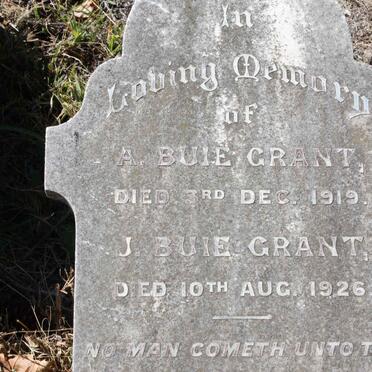 In
Loving Memory
of
A. BUIE GRANT,
DIED 3RD DEC. 1919.
J. BUIE GRANT,
DIED 10TH AUG. 1926
NO MAN COMETH UNTO T